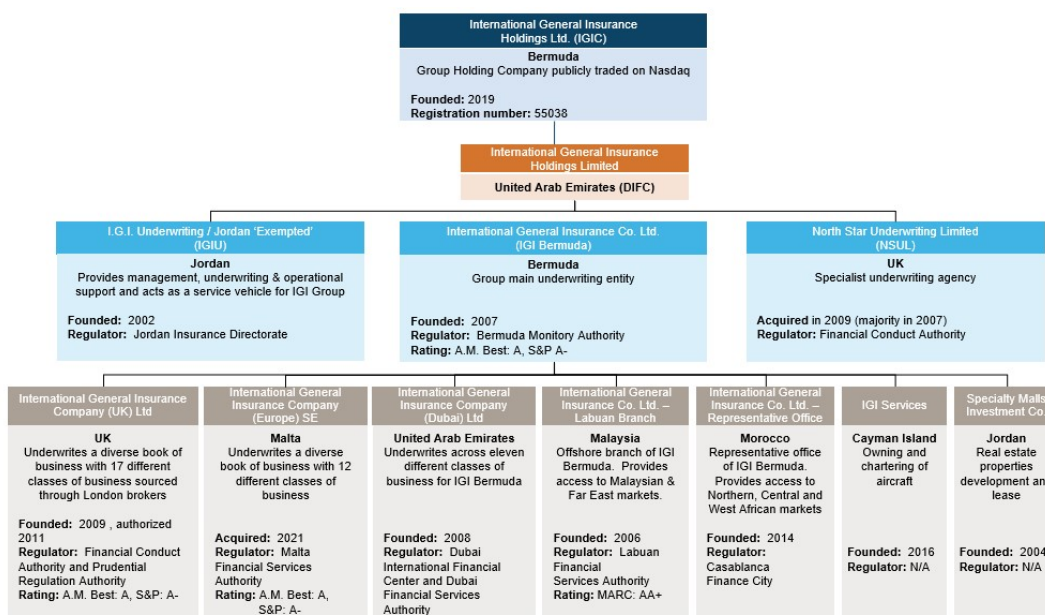 International General Insurance
Holdings Ltd. (IGIC)
Bermuda
Group Holding Company publicly traded on Nasdaq
Founded: 2019
Registration number: 55038
International General Insurance
Holdings Limited
United Arab Emirates (DIFC)
I.G.I. Underwriting / Jordan ‘Exempted’
(IGIU)
Jordan
Provides management, underwriting & operational
support and acts as a service vehicle for IGI Group
Founded: 2002
Regulator: Jordan Insurance Directorate
International General Insurance Co. Ltd.
(IGI Bermuda)
Bermuda
Group main underwriting entity
Founded: 2007
Regulator: Bermuda Monitory Authority
Rating: A.M. Best: A, S&P A-
North Star Underwriting Limited
(NSUL)
UK
Specialist underwriting agency
Acquired in 2009 (majority in 2007)
Regulator: Financial Conduct Authority
International General Insurance
Company (UK) Ltd
UK
Underwrites a diverse book of
business with 17 different
classes of business sourced
through London brokers
Founded: 2009 , authorized
2011
Regulator: Financial Conduct
Authority and Prudential
Regulation Authority
Rating: A.M. Best: A, S&P: A-
International General
Insurance Company
(Europe) SE
Malta
Underwrites a diverse
book of business with 12
different classes of
business
Acquired: 2021
Regulator: Malta
Financial Services
Authority
Rating: A.M. Best: A,
S&P: A-
International General
Insurance Company
(Dubai) Ltd
United Arab Emirates
Underwrites across eleven
different classes of
business for IGI Bermuda
Founded: 2008
Regulator: Dubai
International Financial
Center and Dubai
Financial Services
Authority
International General
Insurance Co. Ltd. –
Labuan Branch
Malaysia
Offshore branch of IGI
Bermuda. Provides
access to Malaysian &
Far East markets.
Founded: 2006
Regulator: Labuan
Financial
Services Authority
Rating: MARC: AA+
International General
Insurance Co. Ltd. –
Representative Office
Morocco
Representative office
of IGI Bermuda.
Provides access to
Northern, Central and
West African markets
Founded: 2014
Regulator:
Casablanca
Finance City
IGI Services
Cayman Island
Owning and
chartering of
aircraft
Founded: 2016
Regulator: N/A
Specialty Malls
Investment Co.
Jordan
Real estate
properties
development and
lease
Founded: 2004
Regulator: N/A